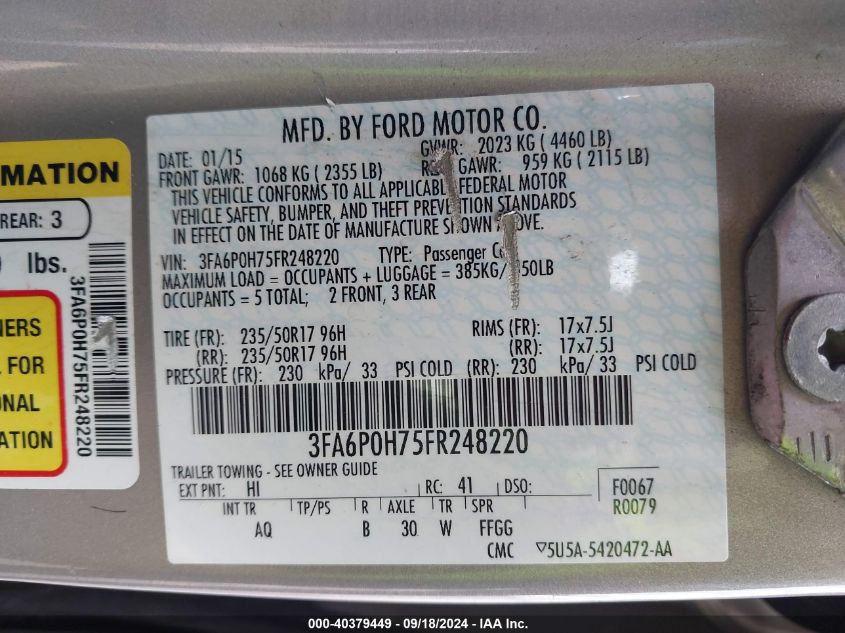 MFD. BY FORD MOTOR CO.
DATE: 01/15 GVWR: 2023 KG ( 4460 LB)
FRONT GAWR: 1068 KG ( 2355 LB) GAWR: 959 KG ( 2115 LB)
THIS VEHICLE CONFORMS TO ALL APPLICABLE FEDERAL MOTOR
VEHICLE SAFETY, BUMPER, AND THEFT PREVENTION STANDARDS
IN EFFECT ON THE DATE OF MANUFACTURE SHOWN ABOVE.
VIN: 3FA6P0H75FR248220 TYPE: Passenger
MAXIMUM LOAD = OCCUPANTS + LUGGAGE = 385KG/ 50LB
OCCUPANTS = 5 TOTAL; 2 FRONT, 3 REAR
TIRE (FR): 235/50R17 96H RIMS (FR): 17x7.5J
(RR): 235/50R17 96H (RR): 17x7.5J
PRESSURE (FR): 230 kPa/ 33 PSI COLD (RR): 230 kPa/ 33 PSI COLD
3FA6P0H75FR248220
TRAILER TOWING - SEE OWNER GUIDE
EXT PNT: HI RC: 41 DSO: F0067
INT TR TP/PS R AXLE TR SPR R0079
AQ B 30 W FFGG
CMC ▽5U5A-5420472-AA
MATION
REAR: 3
lbs.
NERS
L FOR
ONAL
ATION
3FA6P0H75FR248220
000-40379449 - 09/18/2024 - IAA Inc.